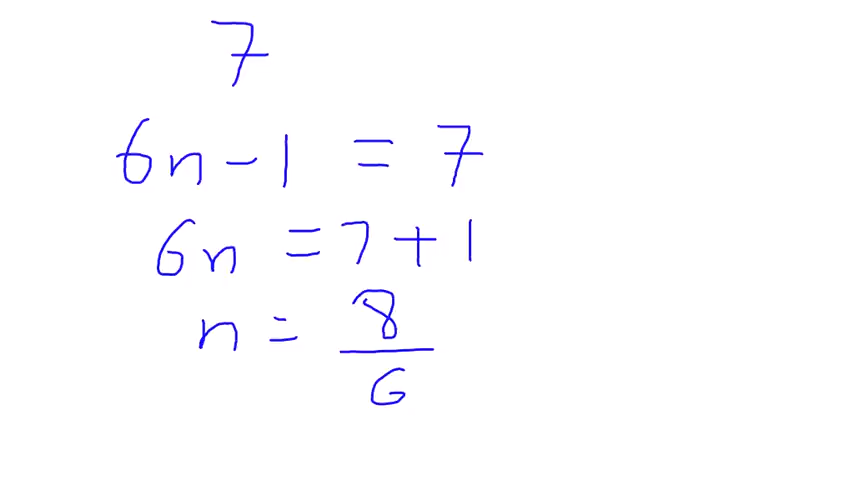 7
6n - 1 = 7
6n = 7 + 1
n = 8/6